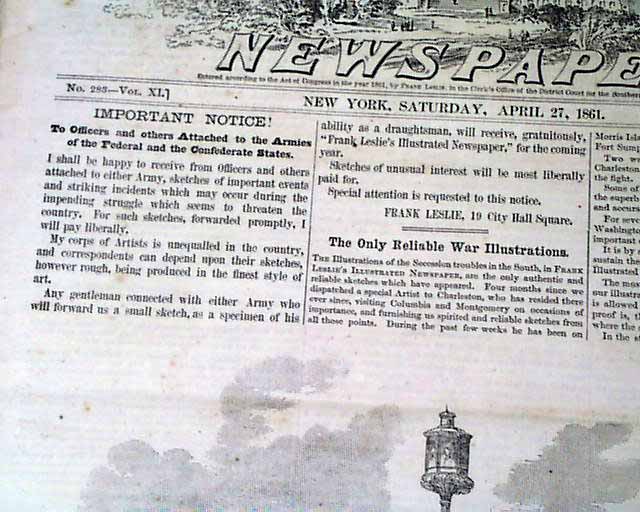 NEWSPAPE
Entered according to the Act of Congress in the year 1861, by FRANK LESLIE, in the Clerk's Office of the District Court for the Southern
No. 283—VOL. XI.]
NEW YORK, SATURDAY, APRIL 27, 1861.
IMPORTANT NOTICE!
To Officers and others Attached to the Armies
of the Federal and the Confederate States.
I shall be happy to receive from Officers and others
attached to either Army, sketches of important events
and striking incidents which may occur during the
impending struggle which seems to threaten the
country. For such sketches, forwarded promptly, I
will pay liberally.
My corps of Artists is unequalled in the country,
and correspondents can depend upon their sketches,
however rough, being produced in the finest style of
art.
Any gentleman connected with either Army who
will forward us a small sketch, as a specimen of his
ability as a draughtsman, will receive, gratuitously,
"Frank Leslie's Illustrated Newspaper," for the coming
year.
Sketches of unusual interest will be most liberally
paid for.
Special attention is requested to this notice.
FRANK LESLIE, 19 City Hall Square.
The Only Reliable War Illustrations.
THE Illustrations of the Secession troubles in the South, in FRANK
LESLIE'S ILLUSTRATED NEWSPAPER, are the only authentic and
reliable sketches which have appeared. Four months since we
dispatched a special Artist to Charleston, who has resided there
ever since, visiting Columbia and Montgomery on occasions of
importance, and furnishing us spirited and reliable sketches from
all those points. During the past few weeks he has been on
Morris Isl
Fort Sump
Two w
Charleston
the fight.
Some of
the superb
and accura
For seve
Washington
important
It is by
sustain the
Illustrated
The most
our illustr
is allowed
proof is, th
where the
In the st